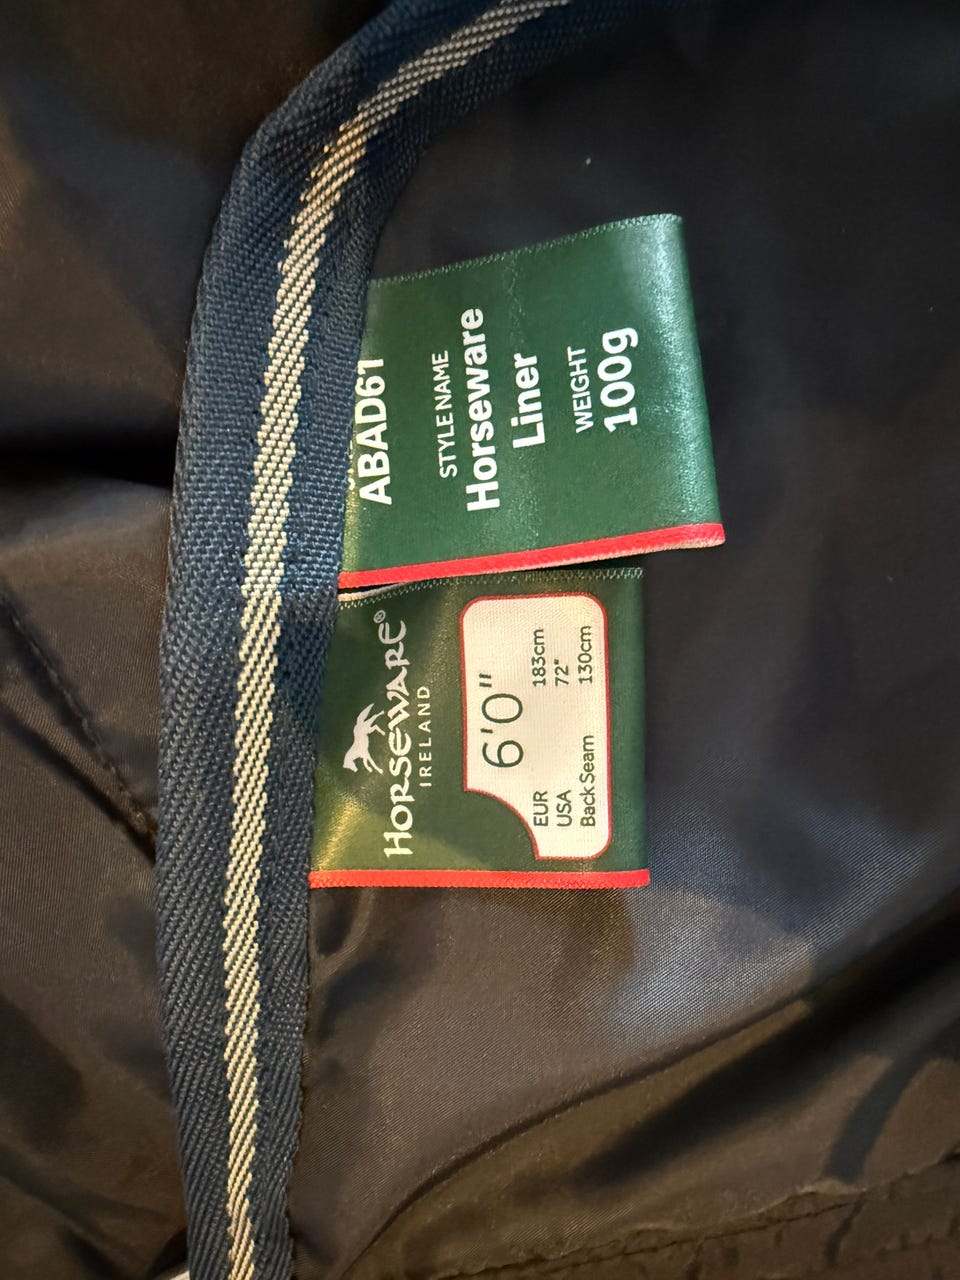 ABAD61
STYLE NAME
Horseware
Liner
WEIGHT
100g
HORSEWARE®
IRELAND
6'0"
EUR 183cm
USA 72"
Back Seam 130cm